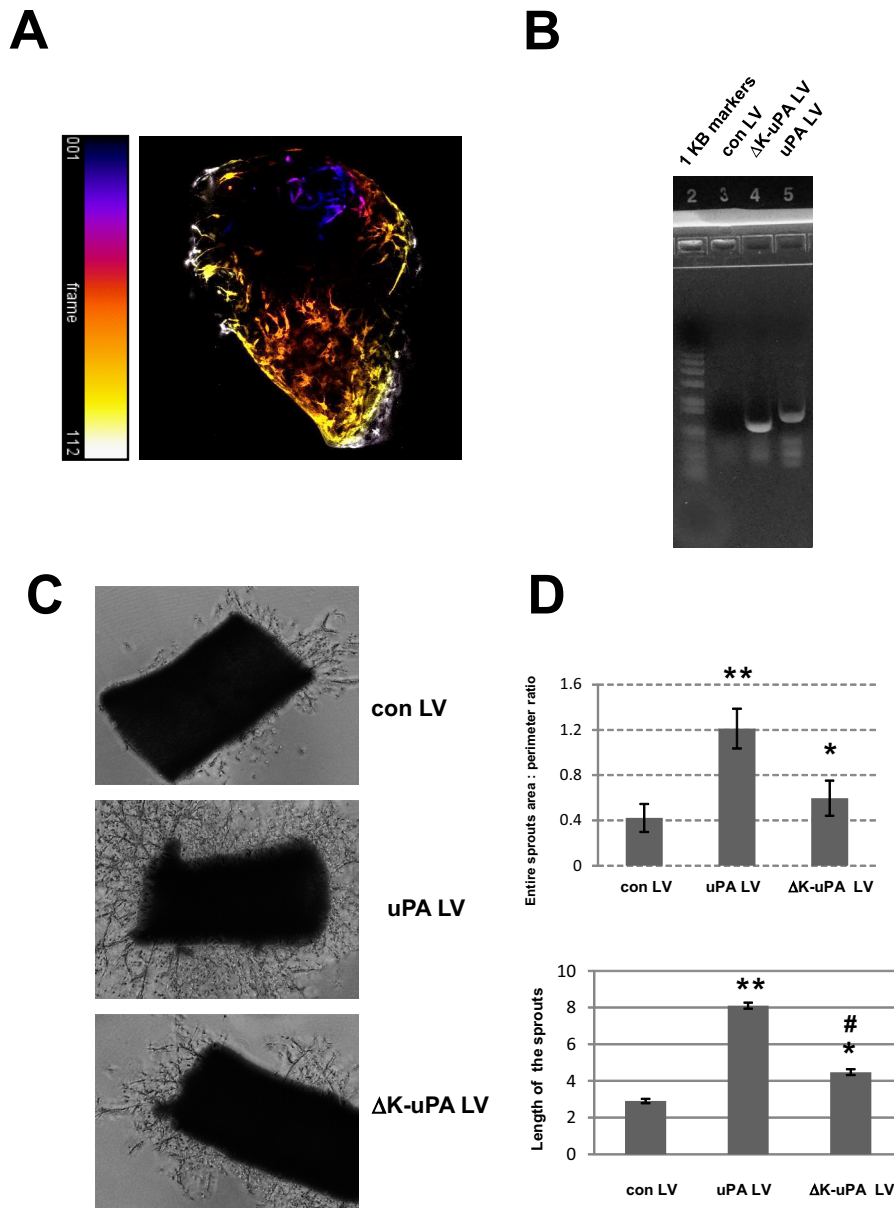 A
001
frame
112
B
1 KB markers
con LV
ΔK-uPA LV
uPA LV
2 3 4 5
C
con LV
uPA LV
ΔK-uPA LV
D
Entire sprouts area : perimeter ratio
1.6
1.2
0.8
0.4
0
**
*
con LV uPA LV ΔK-uPA LV
Length of the sprouts
10
8
6
4
2
0
**
#
*
con LV uPA LV ΔK-uPA LV